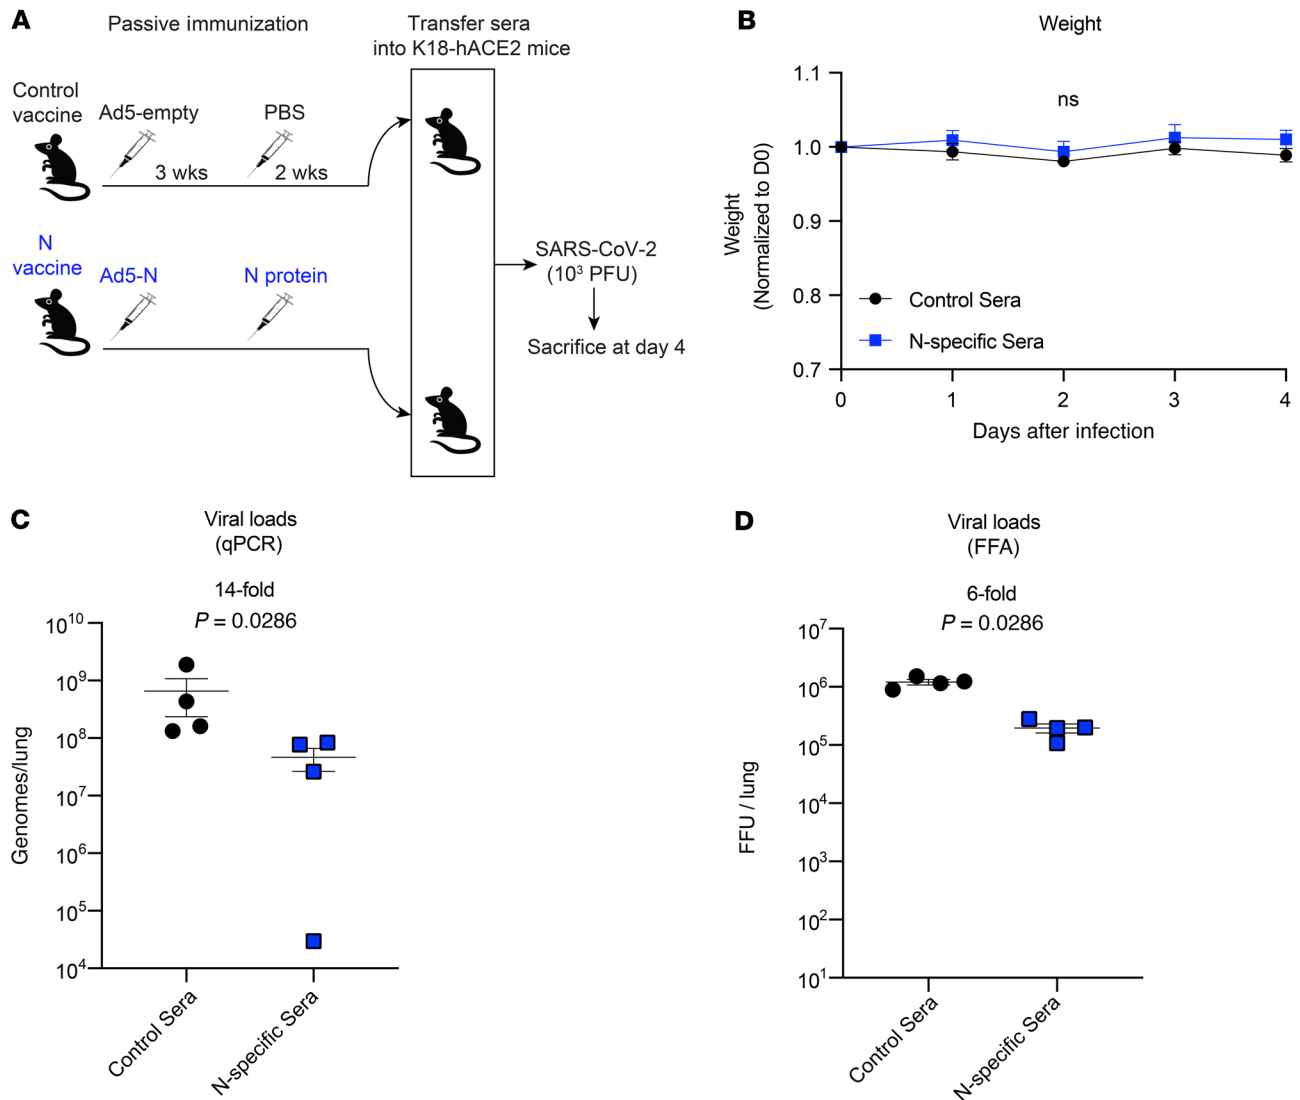 A
Passive immunization
Transfer sera
into K18-hACE2 mice
Control
vaccine
Ad5-empty
PBS
3 wks
2 wks
N
vaccine
Ad5-N
N protein
SARS-CoV-2
(10³ PFU)
Sacrifice at day 4
B
Weight
ns
Weight
(Normalized to D0)
1.1
1.0
0.9
0.8
0.7
Control Sera
N-specific Sera
0 1 2 3 4
Days after infection
C
Viral loads
(qPCR)
14-fold
P = 0.0286
Genomes/lung
10¹⁰
10⁹
10⁸
10⁷
10⁶
10⁵
10⁴
Control Sera
N-specific Sera
D
Viral loads
(FFA)
6-fold
P = 0.0286
FFU / lung
10⁷
10⁶
10⁵
10⁴
10³
10²
10¹
Control Sera
N-specific Sera